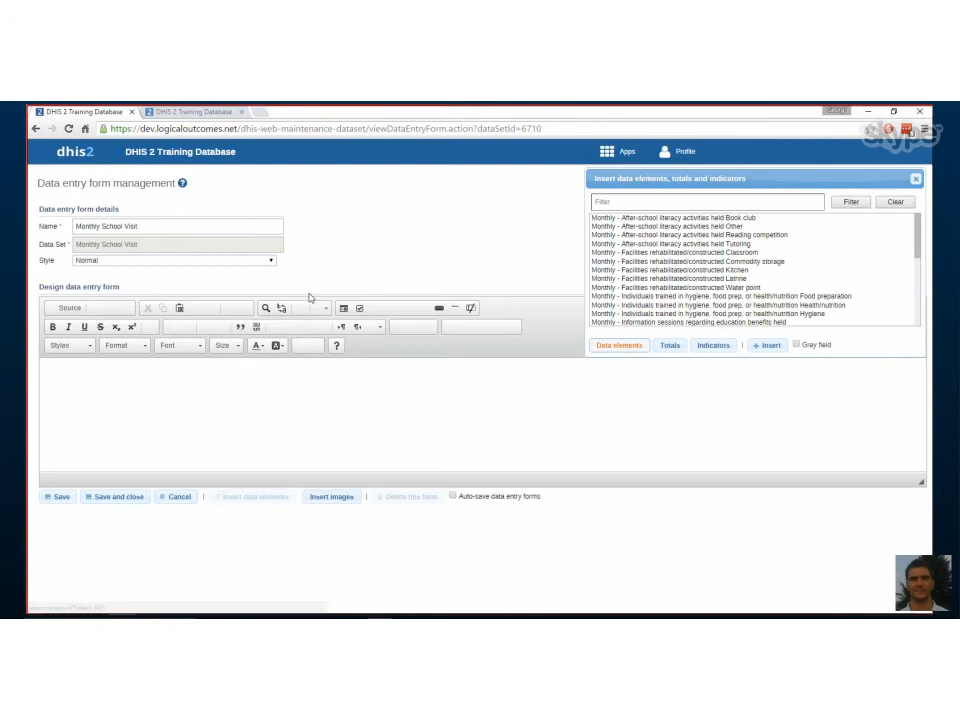 DHIS 2 Training Database
DHIS 2 Training Database
George
https://dev.logicaloutcomes.net/dhis-web-maintenance-dataset/viewDataEntryForm.action?dataSetId=6710
skype
dhis2 DHIS 2 Training Database Apps Profile
Data entry form management ?
Data entry form details
Name * Monthly School Visit
Data Set * Monthly School Visit
Style Normal
Design data entry form
Source
B I U S x₂ x²
Styles Format Font Size A A ?
Insert data elements, totals and indicators
Filter Filter Clear
Monthly - After-school literacy activities held Book club
Monthly - After-school literacy activities held Other
Monthly - After-school literacy activities held Reading competition
Monthly - After-school literacy activities held Tutoring
Monthly - Facilities rehabilitated/constructed Classroom
Monthly - Facilities rehabilitated/constructed Commodity storage
Monthly - Facilities rehabilitated/constructed Kitchen
Monthly - Facilities rehabilitated/constructed Latrine
Monthly - Facilities rehabilitated/constructed Water point
Monthly - Individuals trained in hygiene, food prep, or health/nutrition Food preparation
Monthly - Individuals trained in hygiene, food prep, or health/nutrition Health/nutrition
Monthly - Individuals trained in hygiene, food prep, or health/nutrition Hygiene
Monthly - Information sessions regarding education benefits held
Data elements Totals Indicators | Insert Grey field
Save Save and close Cancel | Insert data elements Insert images | Delete this form Auto-save data entry forms